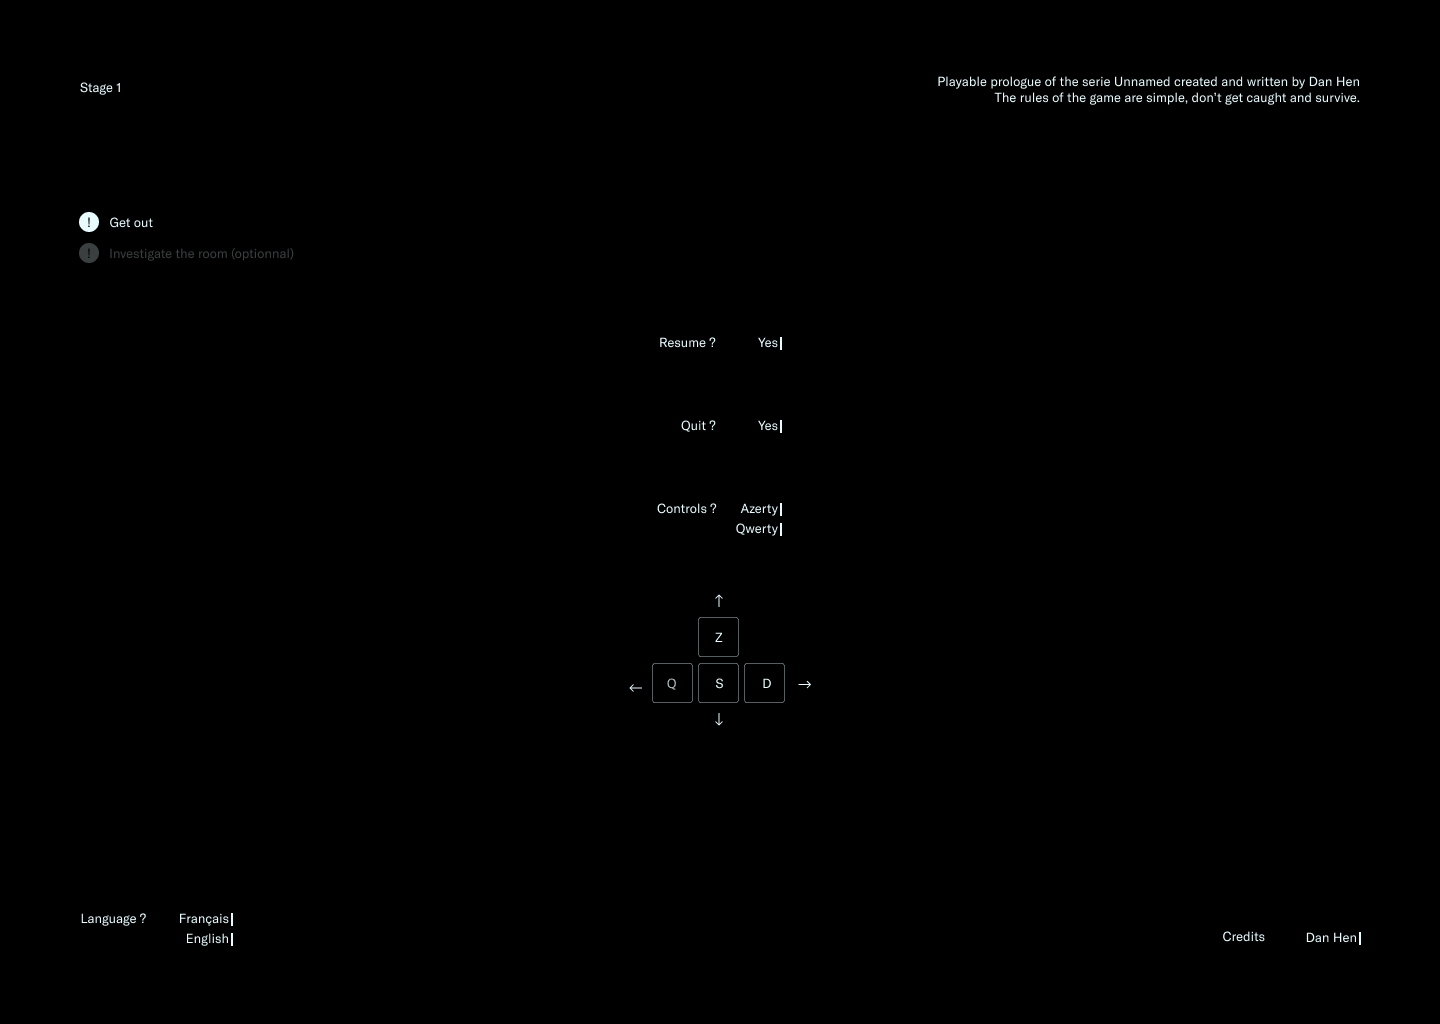 Stage 1
Playable prologue of the serie Unnamed created and written by Dan Hen
The rules of the game are simple, don't get caught and survive.
! Get out
! Investigate the room (optionnal)
Resume ? Yes
Quit ? Yes
Controls ? Azerty
Qwerty
↑
Z
← Q S D →
↓
Language ? Français
English
Credits Dan Hen